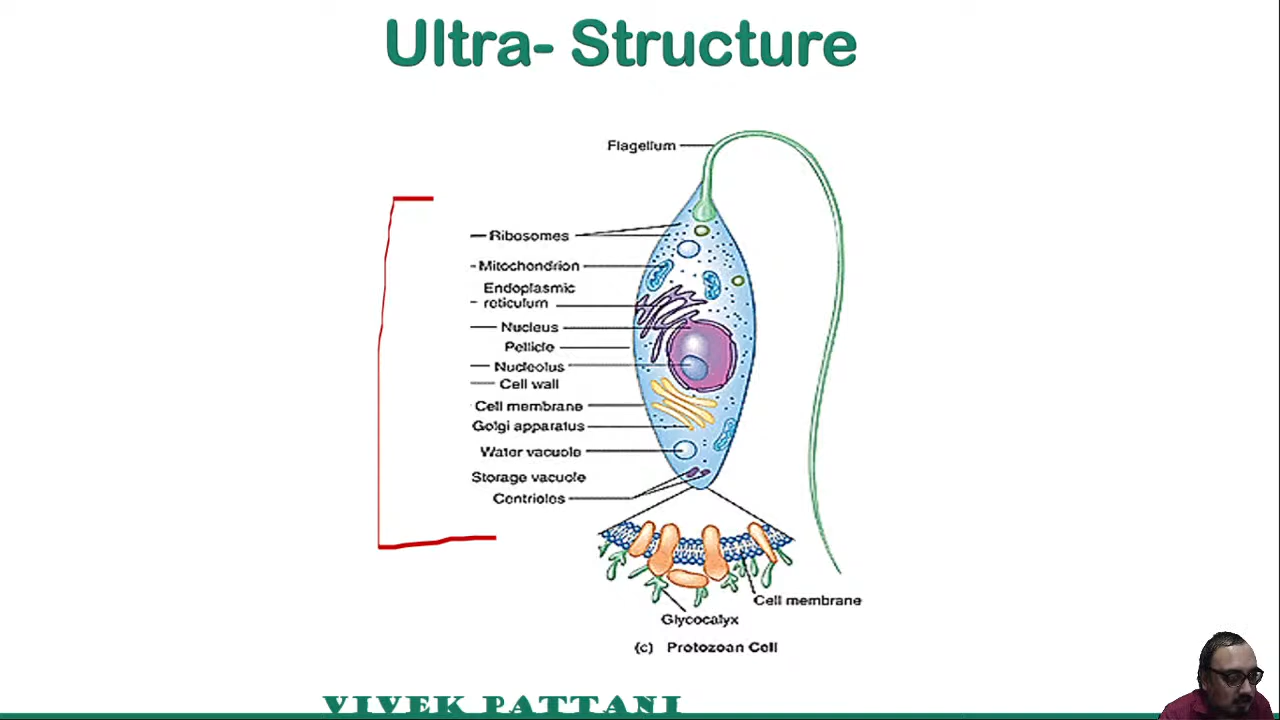 Ultra- Structure
Flagellum
Ribosomes
Mitochondrion
Endoplasmic
reticulum
Nucleus
Pellicle
Nucleolus
Cell wall
Cell membrane
Golgi apparatus
Water vacuole
Storage vacuole
Centrioles
Cell membrane
Glycocalyx
(c) Protozoan Cell
VIVEK PATTANI